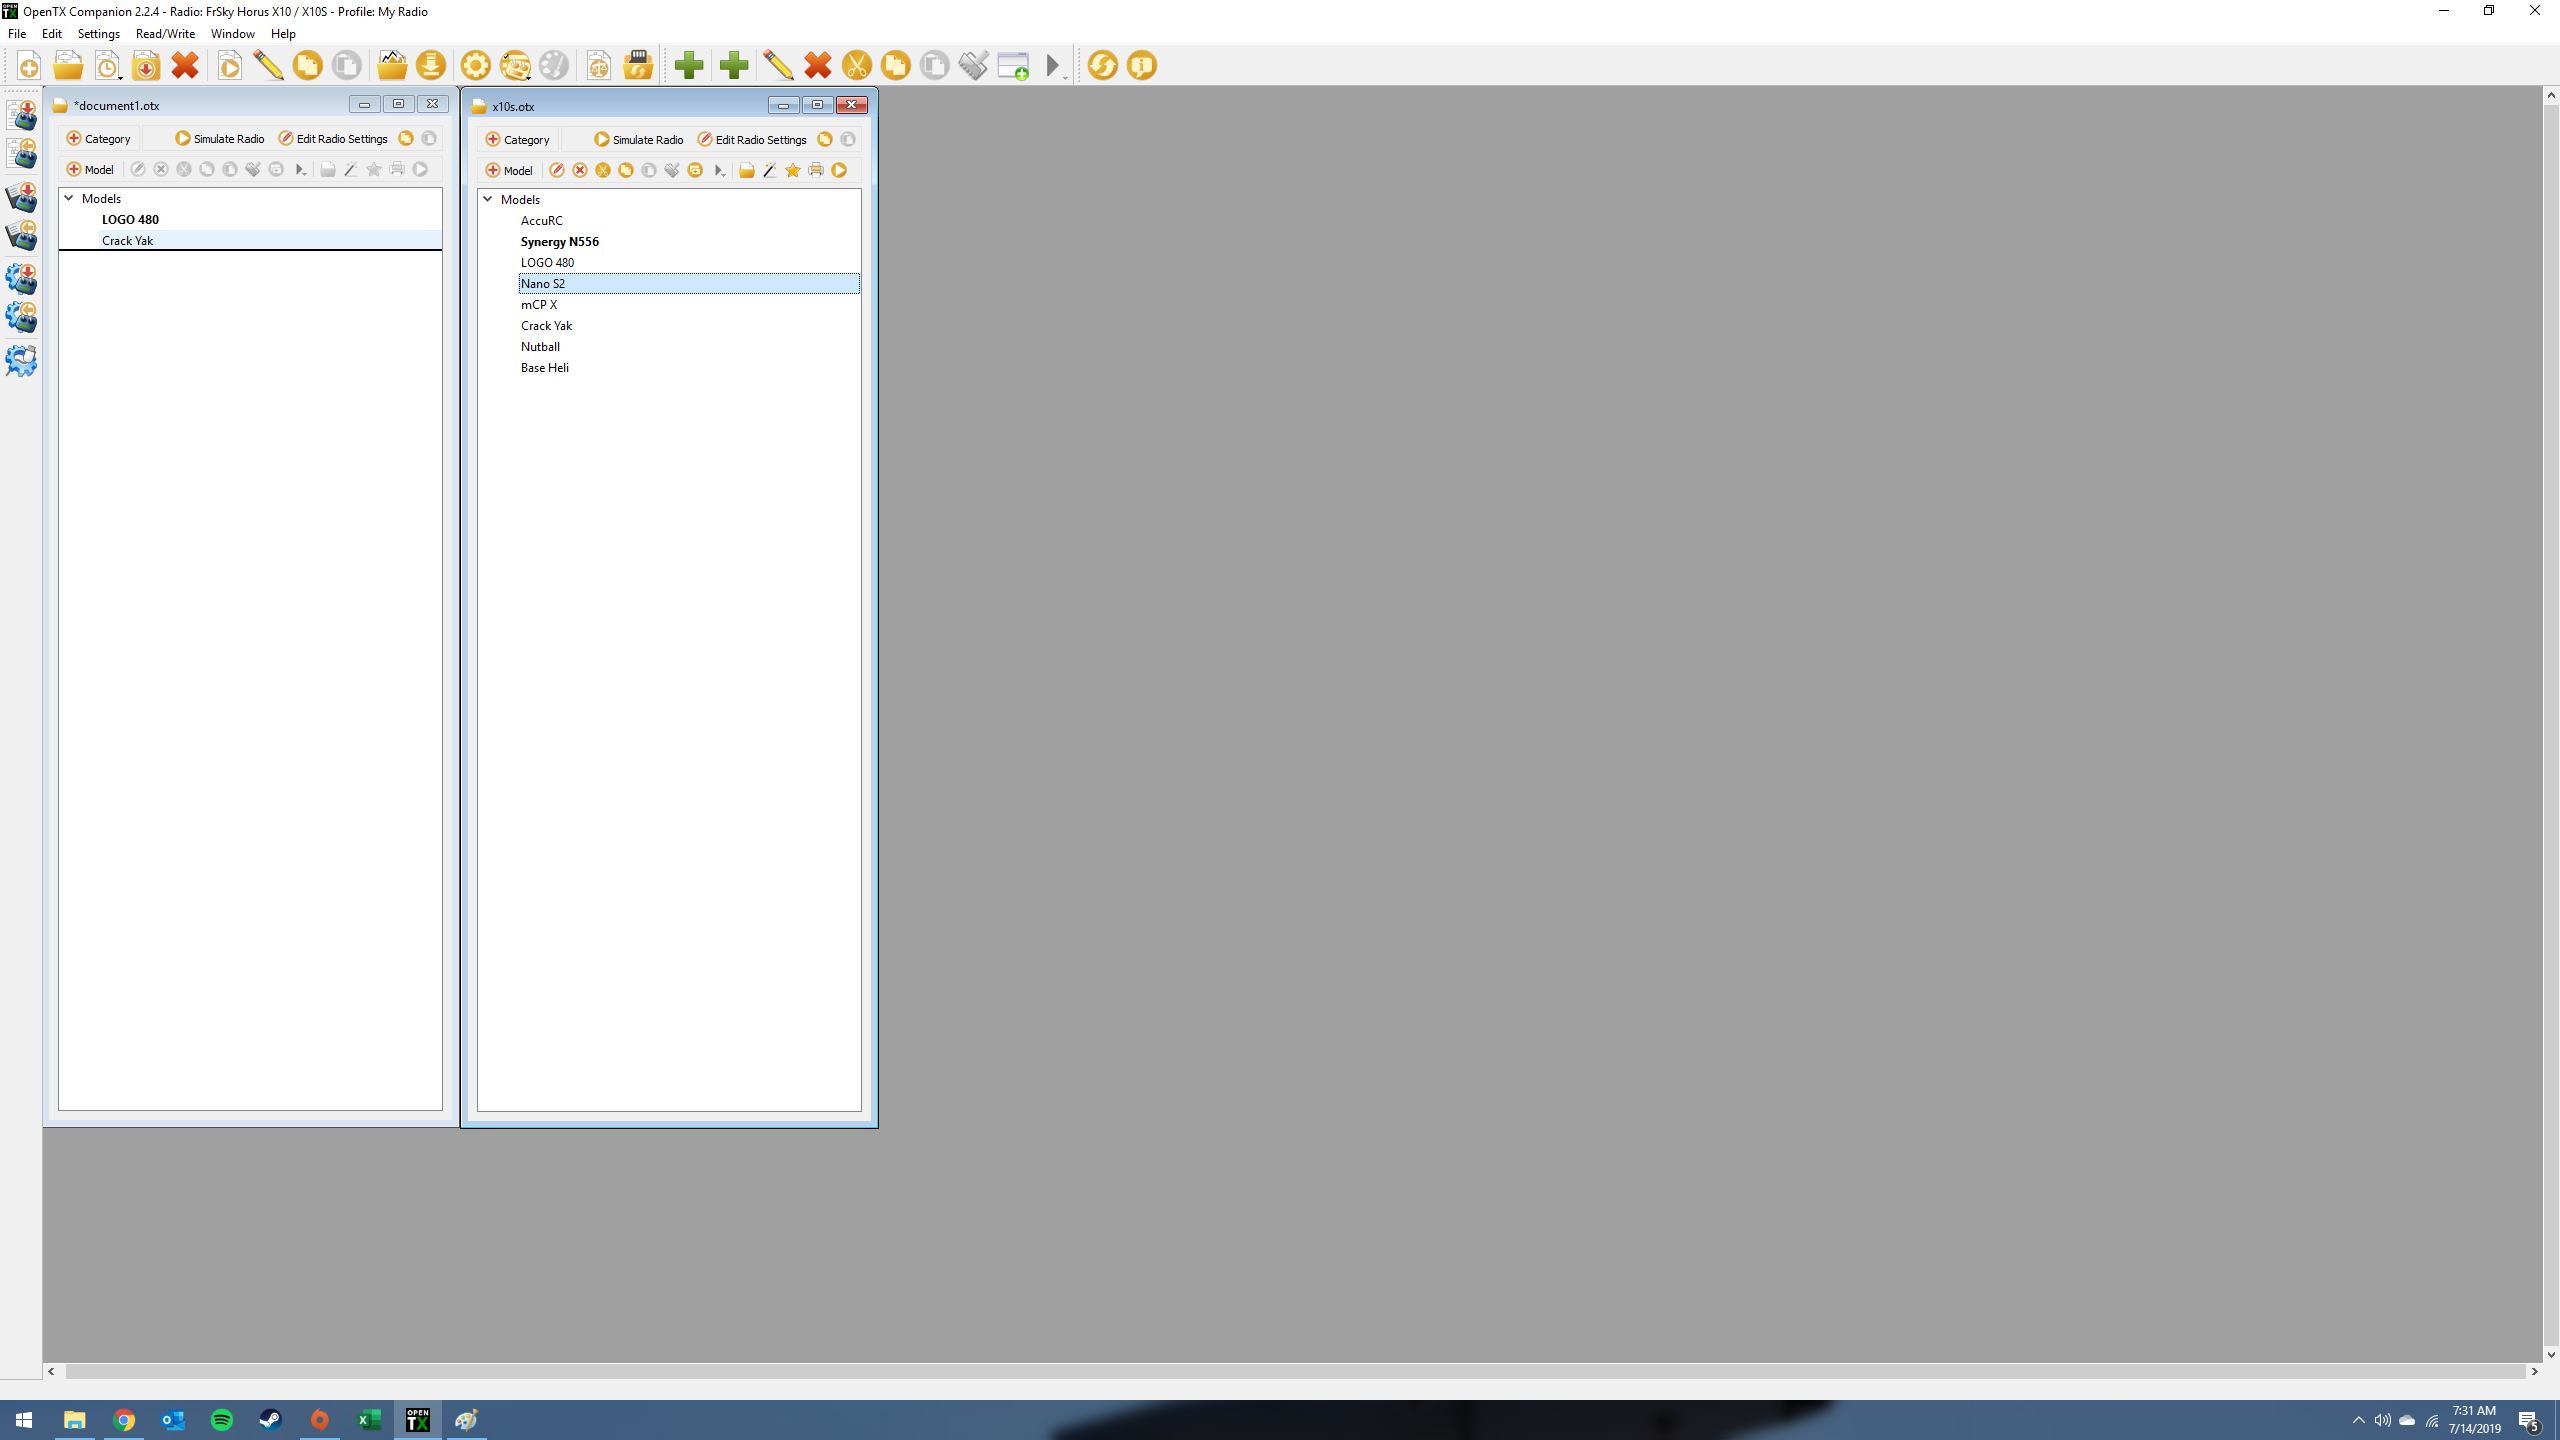 OpenTX Companion 2.2.4 - Radio: FrSky Horus X10 / X10S - Profile: My Radio
File Edit Settings Read/Write Window Help
*document1.otx
Category Simulate Radio Edit Radio Settings
Model
Models
LOGO 480
Crack Yak
x10s.otx
Category Simulate Radio Edit Radio Settings
Model
Models
AccuRC
Synergy N556
LOGO 480
Nano S2
mCP X
Crack Yak
Nutball
Base Heli
OPEN
TX
7:31 AM
7/14/2019
5